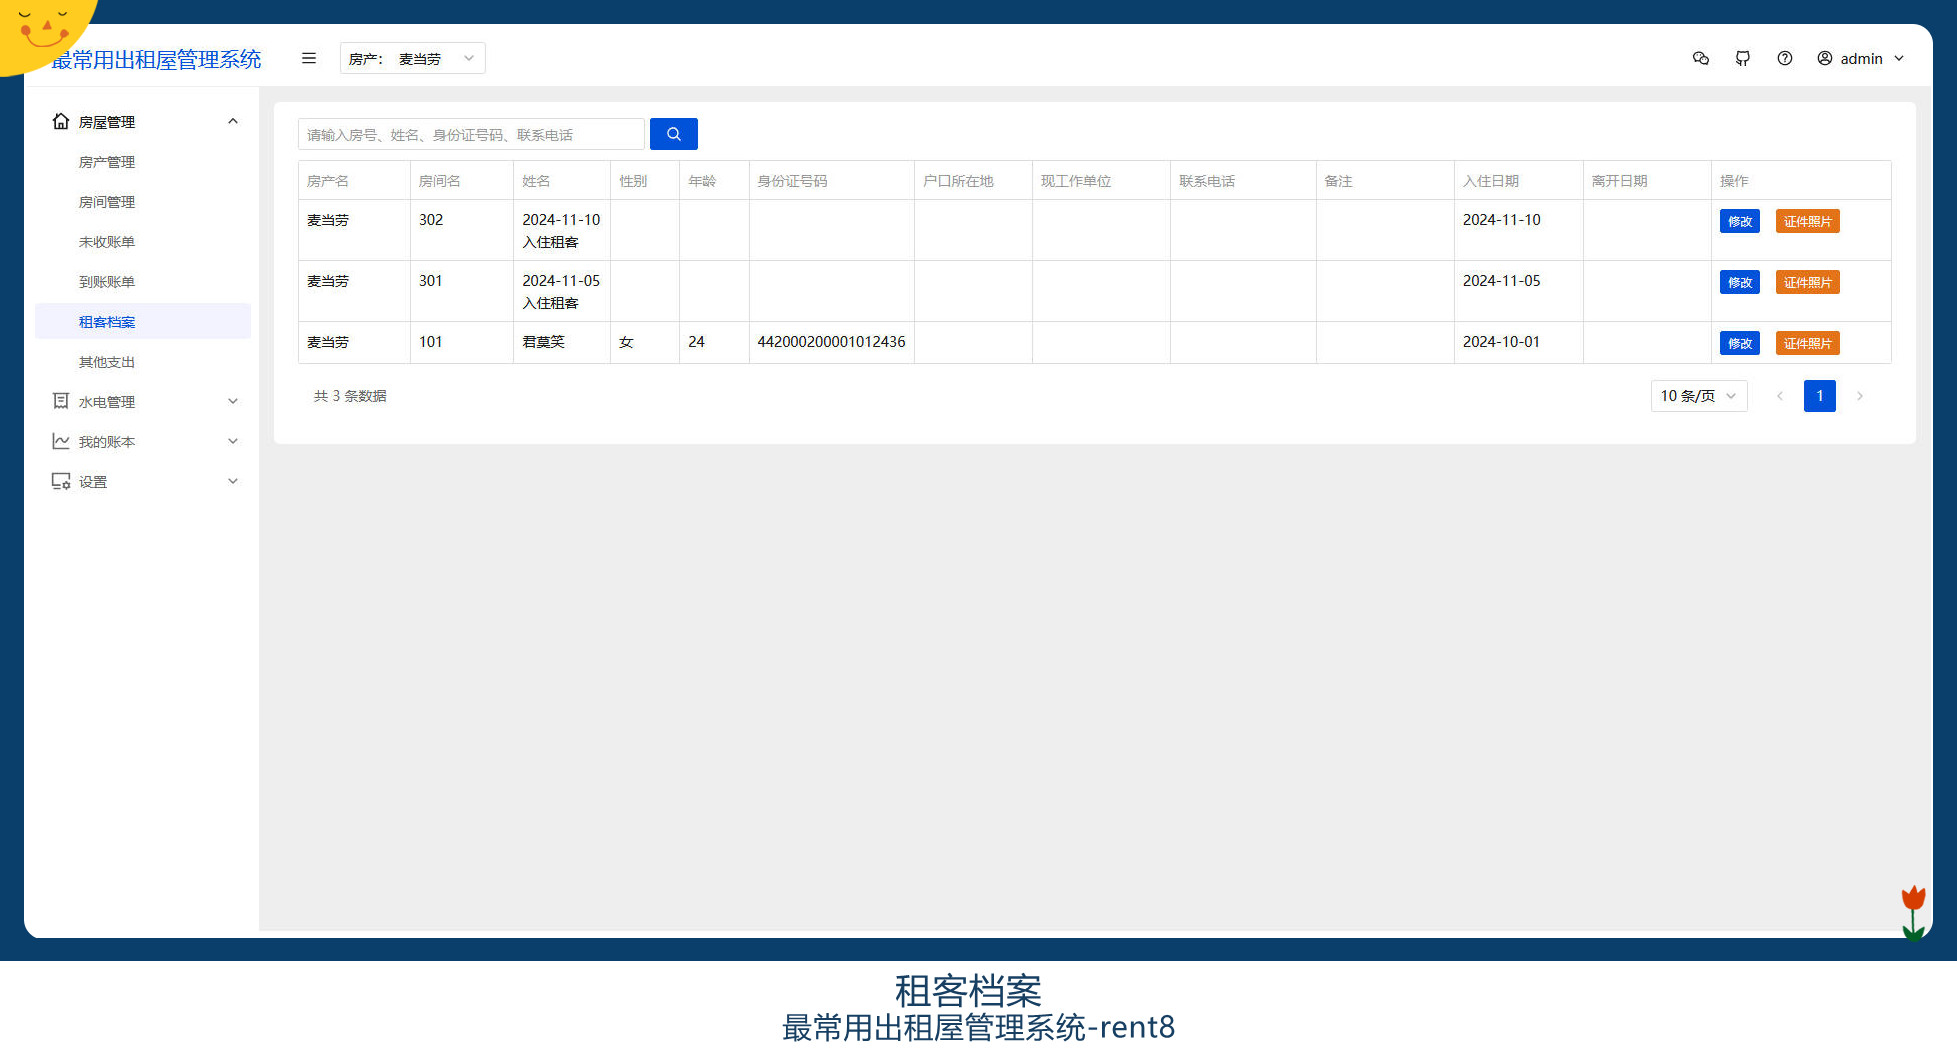 最常用出租屋管理系统
房产： 麦当劳
admin
房屋管理
房产管理
房间管理
未收账单
到账账单
租客档案
其他支出
水电管理
我的账本
设置
请输入房号、姓名、身份证号码、联系电话
房产名 房间名 姓名 性别 年龄 身份证号码 户口所在地 现工作单位 联系电话 备注 入住日期 离开日期 操作
麦当劳 302 2024-11-10 2024-11-10 修改 证件照片
入住租客
麦当劳 301 2024-11-05 2024-11-05 修改 证件照片
入住租客
麦当劳 101 君莫笑 女 24 442000200001012436 2024-10-01 修改 证件照片
共 3 条数据 10 条/页 1
租客档案
最常用出租屋管理系统-rent8